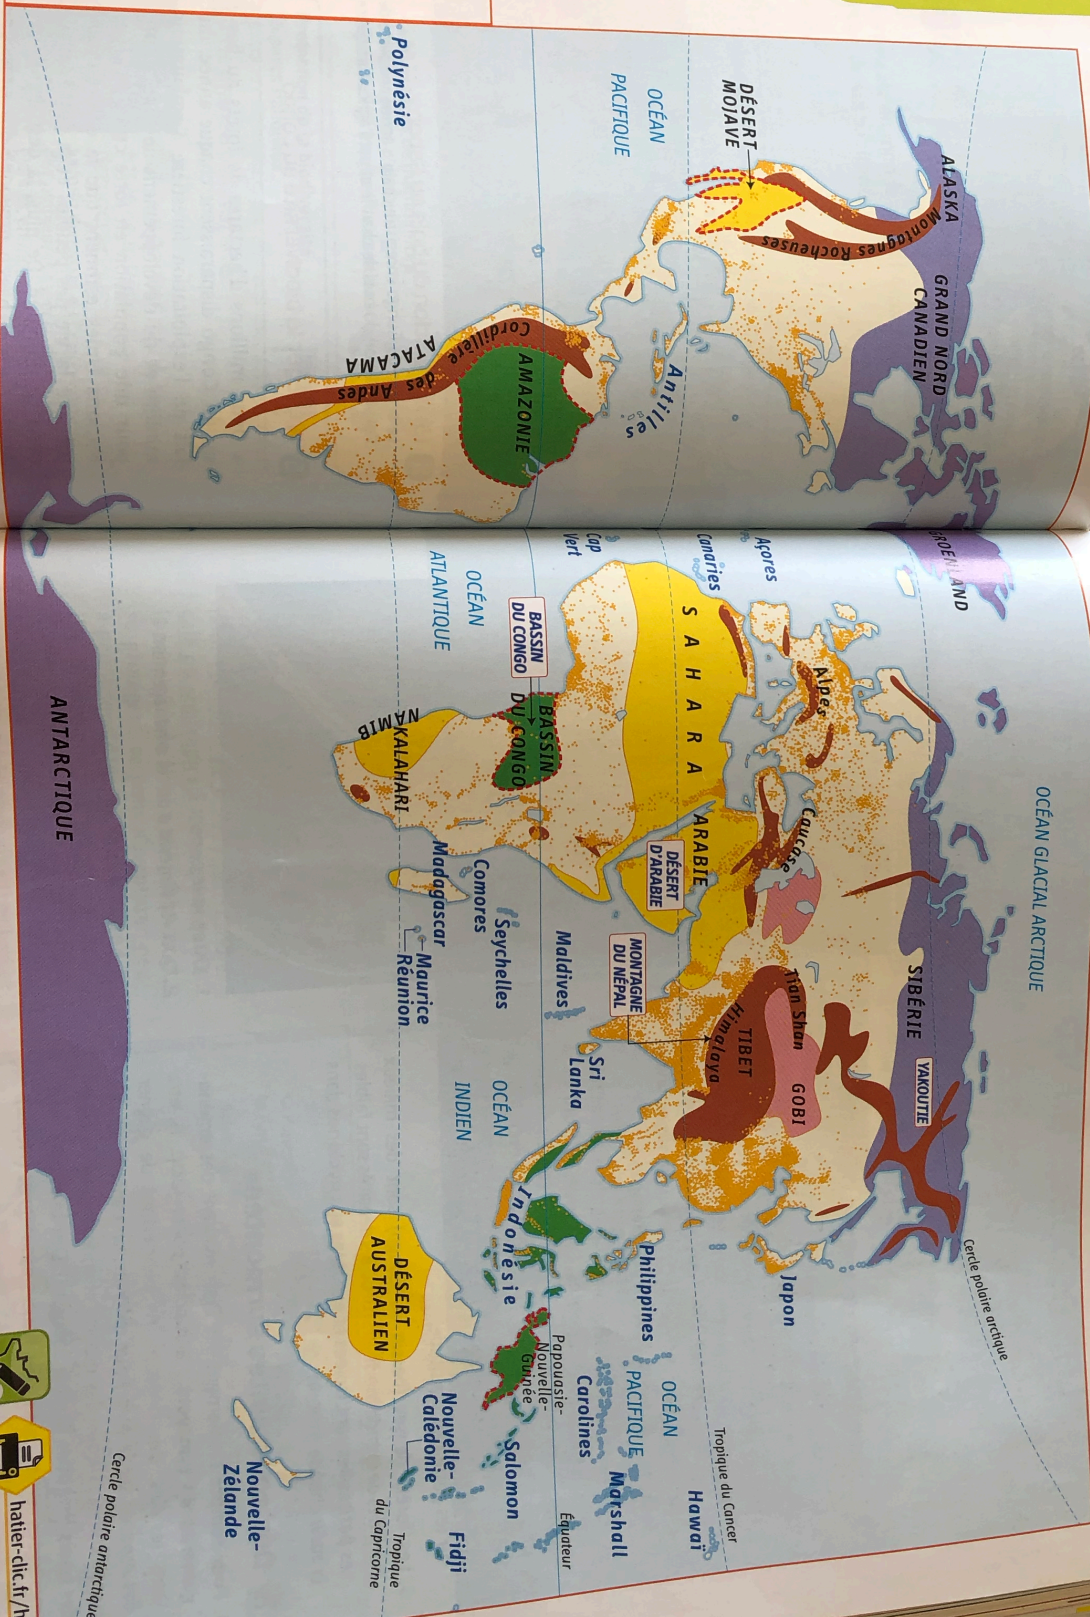 OCÉAN GLACIAL ARCTIQUE
Cercle polaire arctique
ALASKA
Montagnes Rocheuses
GRAND NORD
CANADIEN
GROENLAND
SIBÉRIE
YAKOUTIE
DÉSERT
MOJAVE
OCÉAN
PACIFIQUE
Antilles
Açores
Canaries
Cap
Vert
Alpes
Caucase
Tian Shan
GOBI
TIBET
Himalaya
MONTAGNE
DU NÉPAL
Japon
Tropique du Cancer
Hawaï
SAHARA
ARABIE
DÉSERT
D'ARABIE
Maldives
Sri
Lanka
Philippines
OCÉAN
PACIFIQUE
Carolines
Marshall
Polynésie
AMAZONIE
Cordillère
des Andes
ATACAMA
OCÉAN
ATLANTIQUE
BASSIN
DU CONGO
BASSIN
DU CONGO
NAMIB
KALAHARI
Comores
Seychelles
Madagascar
Maurice
Réunion
OCÉAN
INDIEN
Indonésie
Papouasie-
Nouvelle-
Guinée
Salomon
Équateur
DÉSERT
AUSTRALIEN
Nouvelle-
Calédonie
Fidji
Tropique
du Capricorne
Nouvelle-
Zélande
Cercle polaire antarctique
ANTARCTIQUE
hatier-clic.fr/h